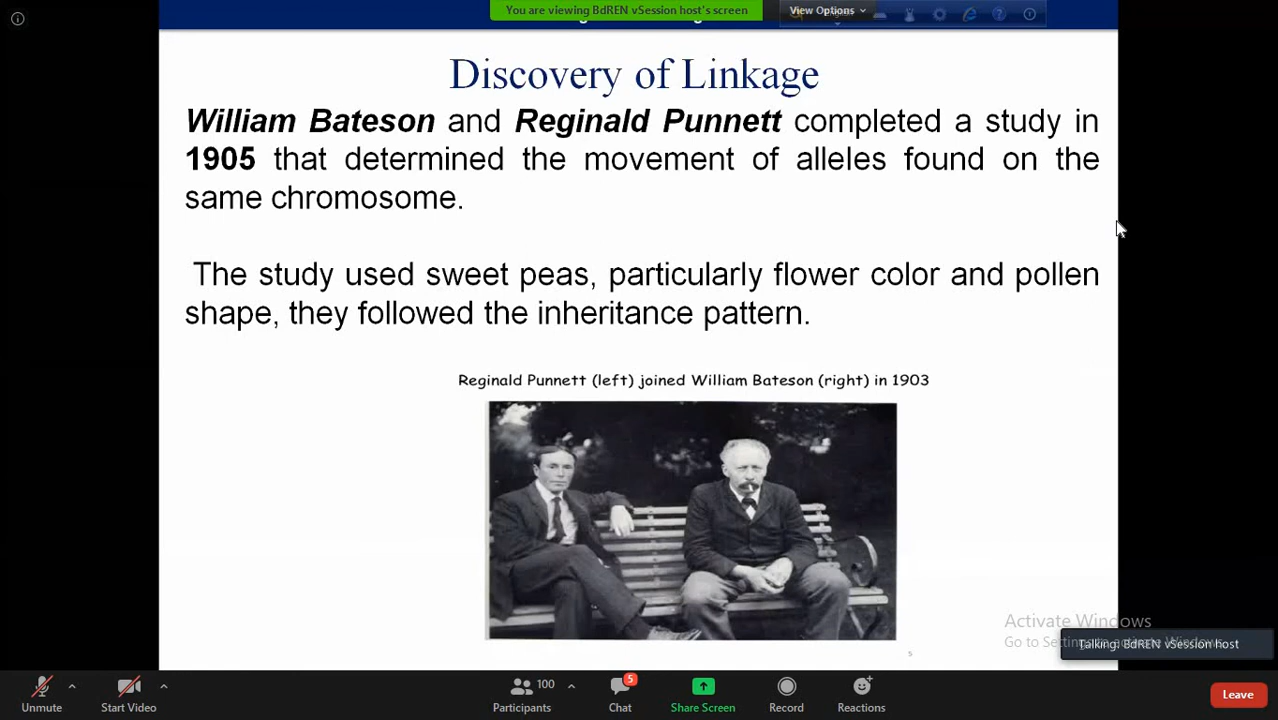 You are viewing BdREN vSession host's screen
View Options
Discovery of Linkage
William Bateson and Reginald Punnett completed a study in
1905 that determined the movement of alleles found on the
same chromosome.
The study used sweet peas, particularly flower color and pollen
shape, they followed the inheritance pattern.
Reginald Punnett (left) joined William Bateson (right) in 1903
Activate Windows
Go to Settings to activate Windows.
Talking: BdREN vSession host
5
Unmute
Start Video
100
Participants
5
Chat
Share Screen
Record
Reactions
Leave